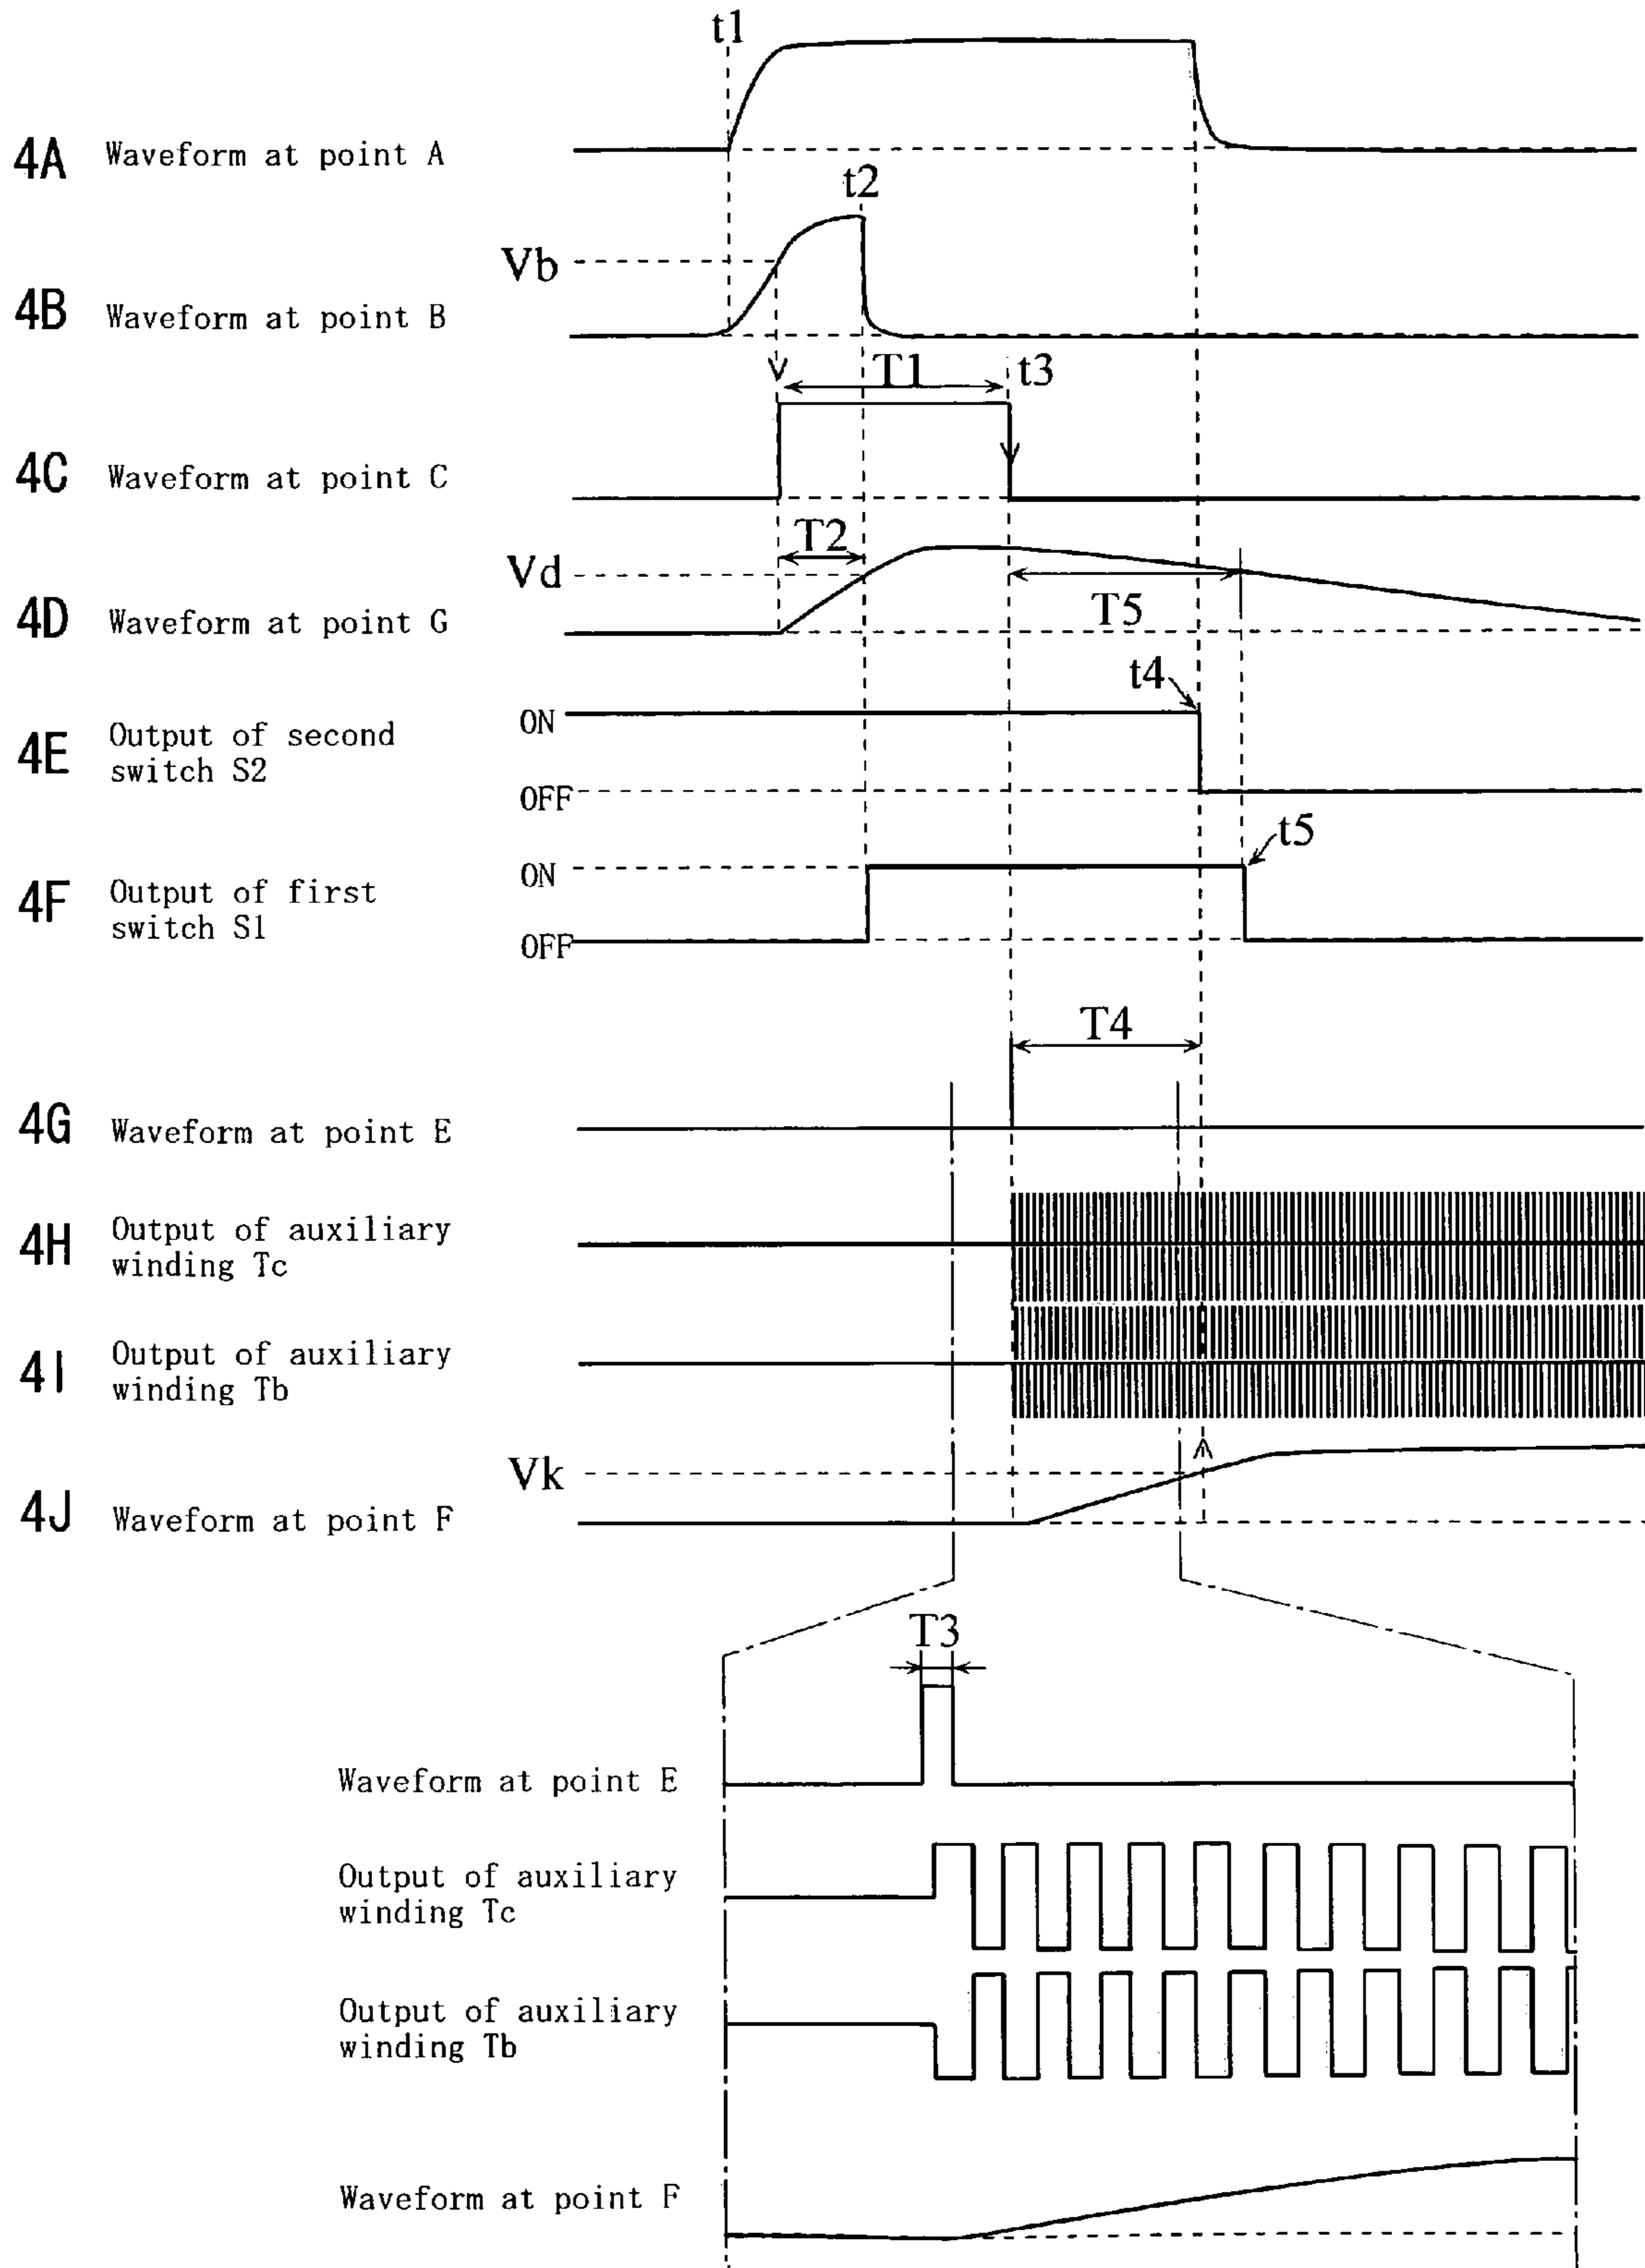 t1
4A Waveform at point A
t2
Vb
4B Waveform at point B
T1 t3
4C Waveform at point C
T2
Vd
T5
4D Waveform at point G
t4
ON
4E Output of second
switch S2
OFF
t5
ON
4F Output of first
switch S1
OFF
T4
4G Waveform at point E
4H Output of auxiliary
winding Tc
4I Output of auxiliary
winding Tb
Vk
4J Waveform at point F
T3
Waveform at point E
Output of auxiliary
winding Tc
Output of auxiliary
winding Tb
Waveform at point F